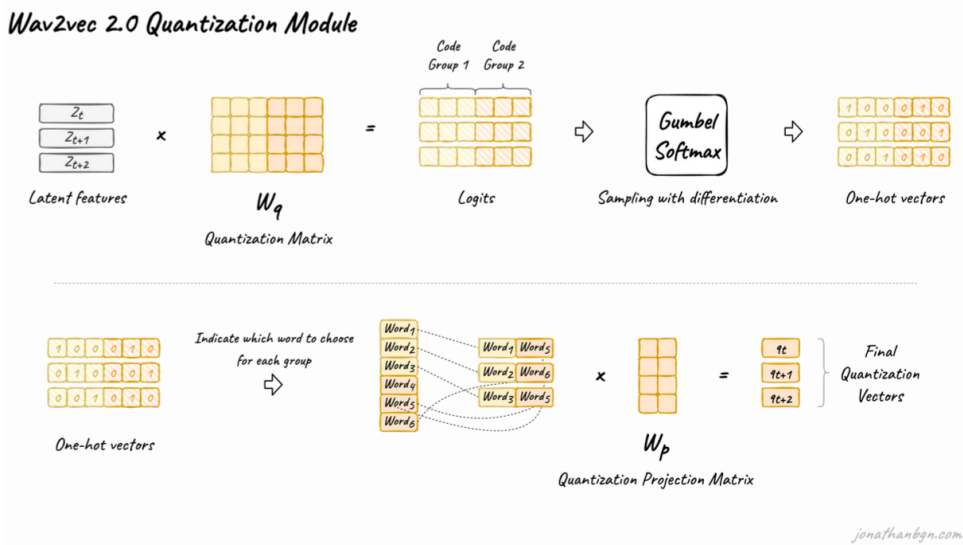 Wav2vec 2.0 Quantization Module
Code Group 1
Code Group 2
Zt
Zt+1
Zt+2
x
=
1 0 0 0 1 0
0 1 0 0 0 1
0 0 1 0 1 0
Gumbel
Softmax
Latent features
Wq
Quantization Matrix
Logits
Sampling with differentiation
One-hot vectors
1 0 0 0 1 0
0 1 0 0 0 1
0 0 1 0 1 0
One-hot vectors
Indicate which word to choose
for each group
Word1
Word2
Word3
Word4
Word5
Word6
Word1 Word5
Word2 Word6
Word3 Word5
x
Wp
Quantization Projection Matrix
=
qt
qt+1
qt+2
Final
Quantization
Vectors
jonathanbgn.com